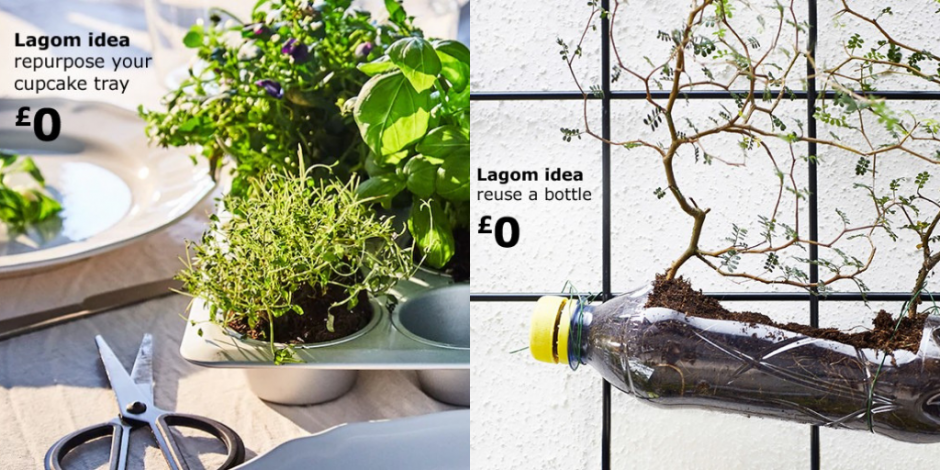 Lagom idea
repurpose your
cupcake tray
£0
Lagom idea
reuse a bottle
£0